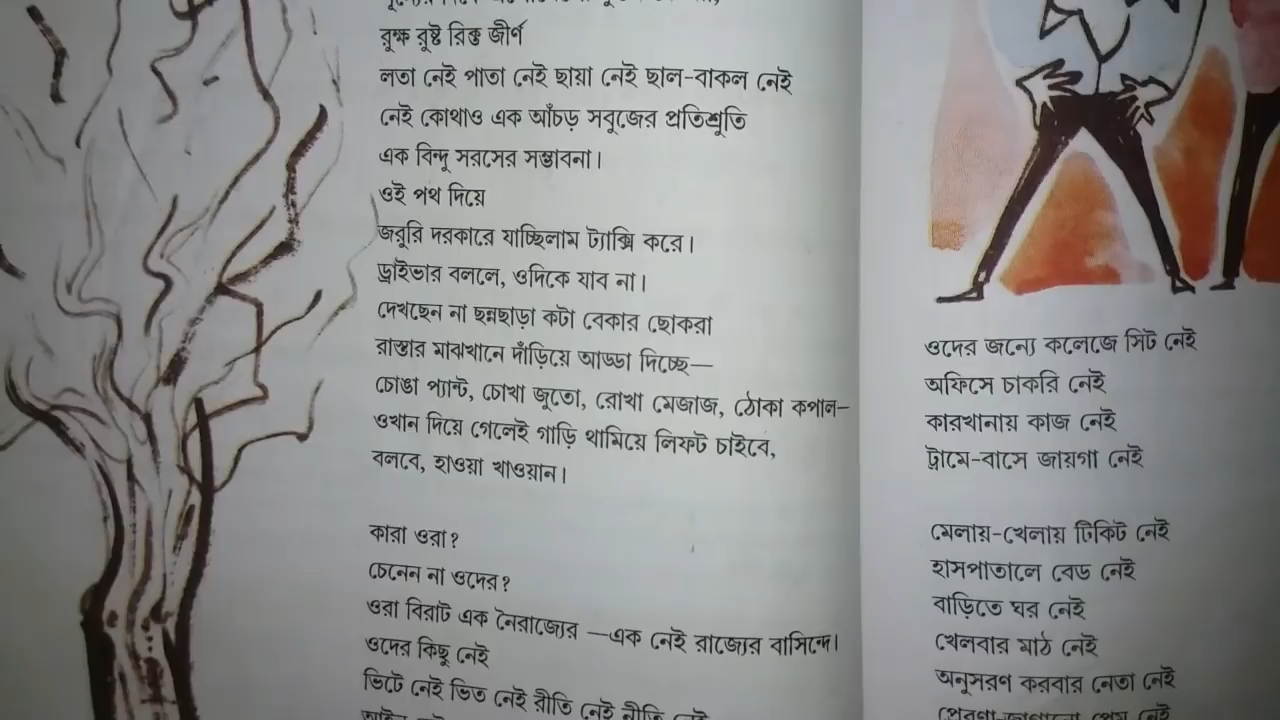 রুক্ষ রুষ্ট রিক্ত জীর্ণ
লতা নেই পাতা নেই ছায়া নেই ছাল-বাকল নেই
নেই কোথাও এক আঁচড় সবুজের প্রতিশ্রুতি
এক বিন্দু সরসের সম্ভাবনা।
ওই পথ দিয়ে
জরুরি দরকারে যাচ্ছিলাম ট্যাক্সি করে।
ড্রাইভার বললে, ওদিকে যাব না।
দেখছেন না ছন্নছাড়া কটা বেকার ছোকরা
রাস্তার মাঝখানে দাঁড়িয়ে আড্ডা দিচ্ছে—
চোঙা প্যান্ট, চোখা জুতো, রোখা মেজাজ, ঠোকা কপাল—
ওখান দিয়ে গেলেই গাড়ি থামিয়ে লিফট চাইবে,
বলবে, হাওয়া খাওয়ান।
কারা ওরা?
চেনেন না ওদের?
ওরা বিরাট এক নৈরাজ্যের —এক নেই রাজ্যের বাসিন্দে।
ওদের কিছু নেই
ভিটে নেই ভিত নেই রীতি নেই নীতি নেই
ওদের জন্যে কলেজে সিট নেই
অফিসে চাকরি নেই
কারখানায় কাজ নেই
ট্রামে-বাসে জায়গা নেই
মেলায়-খেলায় টিকিট নেই
হাসপাতালে বেড নেই
বাড়িতে ঘর নেই
খেলবার মাঠ নেই
অনুসরণ করবার নেতা নেই